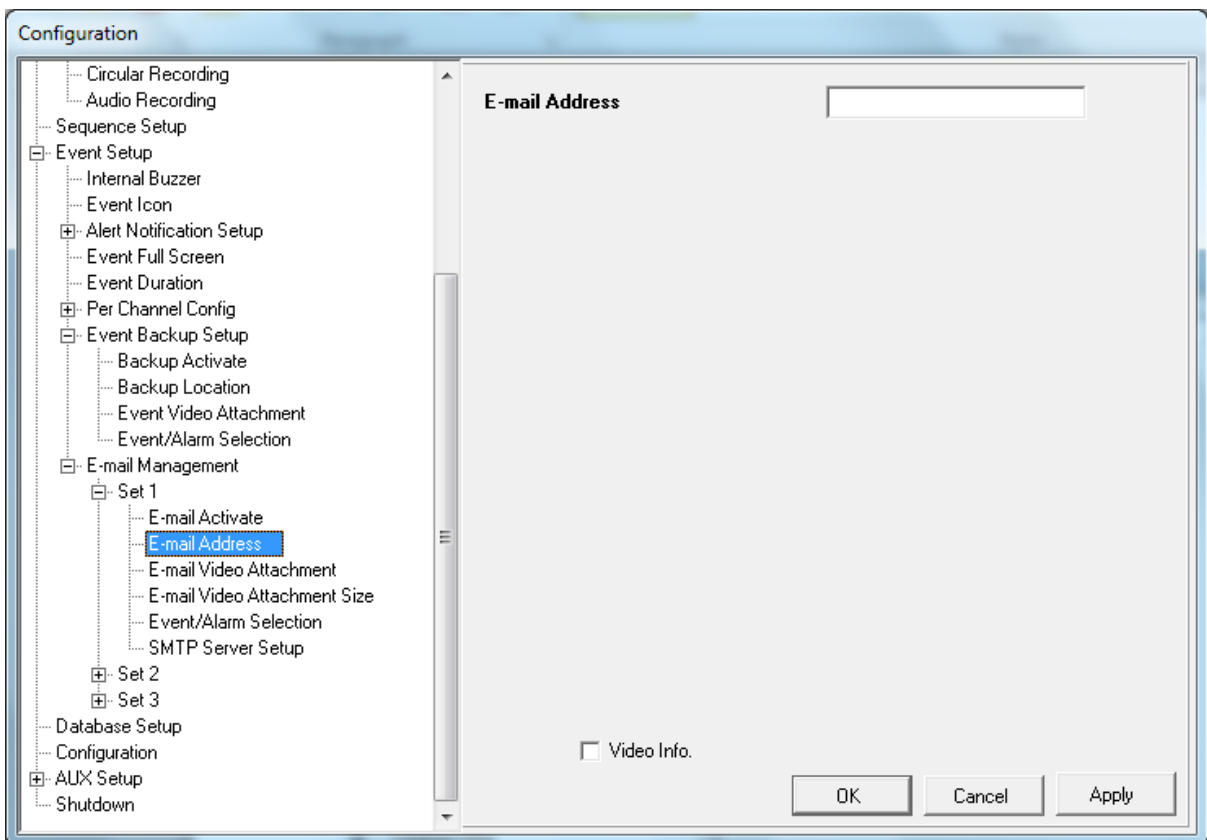 Configuration
Circular Recording
Audio Recording
Sequence Setup
Event Setup
Internal Buzzer
Event Icon
Alert Notification Setup
Event Full Screen
Event Duration
Per Channel Config
Event Backup Setup
Backup Activate
Backup Location
Event Video Attachment
Event/Alarm Selection
E-mail Management
Set 1
E-mail Activate
E-mail Address
E-mail Video Attachment
E-mail Video Attachment Size
Event/Alarm Selection
SMTP Server Setup
Set 2
Set 3
Database Setup
Configuration
AUX Setup
Shutdown
E-mail Address
Video Info.
OK Cancel Apply